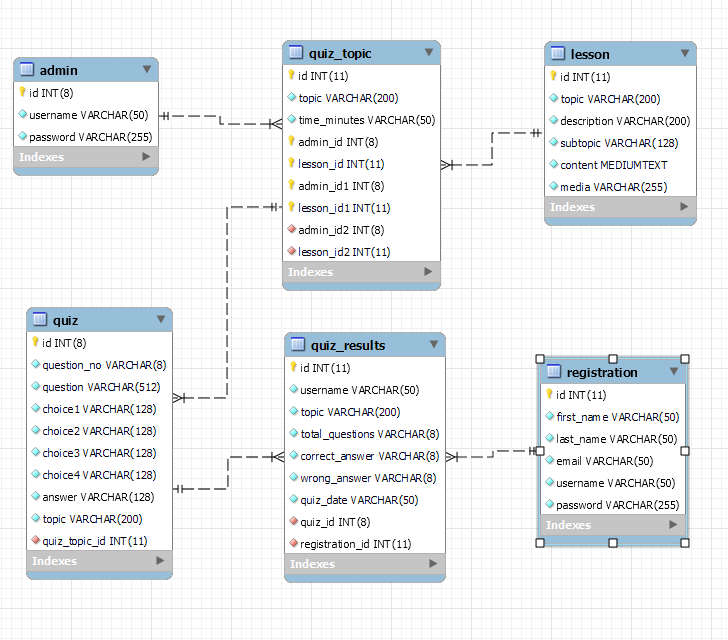 admin
id INT(8)
username VARCHAR(50)
password VARCHAR(255)
Indexes
quiz_topic
id INT(11)
topic VARCHAR(200)
time_minutes VARCHAR(50)
admin_id INT(8)
lesson_id INT(11)
admin_id1 INT(8)
lesson_id1 INT(11)
admin_id2 INT(8)
lesson_id2 INT(11)
Indexes
lesson
id INT(11)
topic VARCHAR(200)
description VARCHAR(200)
subtopic VARCHAR(128)
content MEDIUMTEXT
media VARCHAR(255)
Indexes
quiz
id INT(8)
question_no VARCHAR(8)
question VARCHAR(512)
choice1 VARCHAR(128)
choice2 VARCHAR(128)
choice3 VARCHAR(128)
choice4 VARCHAR(128)
answer VARCHAR(128)
topic VARCHAR(200)
quiz_topic_id INT(11)
Indexes
quiz_results
id INT(11)
username VARCHAR(50)
topic VARCHAR(200)
total_questions VARCHAR(8)
correct_answer VARCHAR(8)
wrong_answer VARCHAR(8)
quiz_date VARCHAR(50)
quiz_id INT(8)
registration_id INT(11)
Indexes
registration
id INT(11)
first_name VARCHAR(50)
last_name VARCHAR(50)
email VARCHAR(50)
username VARCHAR(50)
password VARCHAR(255)
Indexes